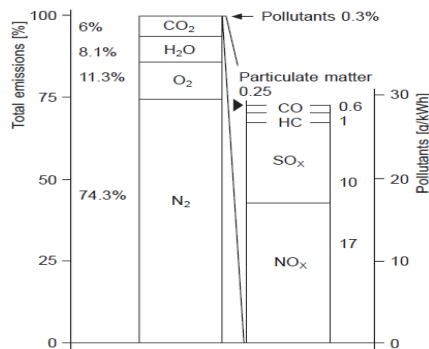 Total emissions [%]
100
75
50
25
0
6%
8.1%
11.3%
74.3%
CO₂
H₂O
O₂
N₂
Pollutants 0.3%
Particulate matter
0.25
CO
HC
SOₓ
NOₓ
0.6
1
10
17
30
20
10
0
Pollutants [g/kWh]